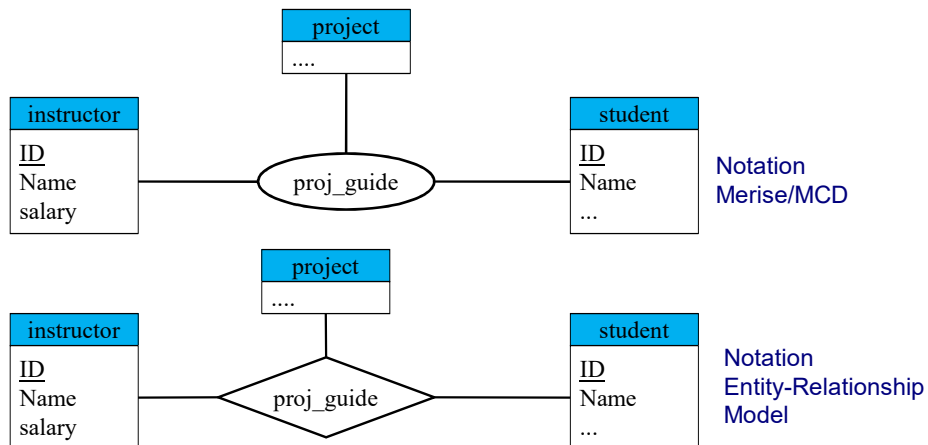 project
....
instructor
ID
Name
salary
proj_guide
student
ID
Name
...
Notation
Merise/MCD
project
....
instructor
ID
Name
salary
proj_guide
student
ID
Name
...
Notation
Entity-Relationship
Model